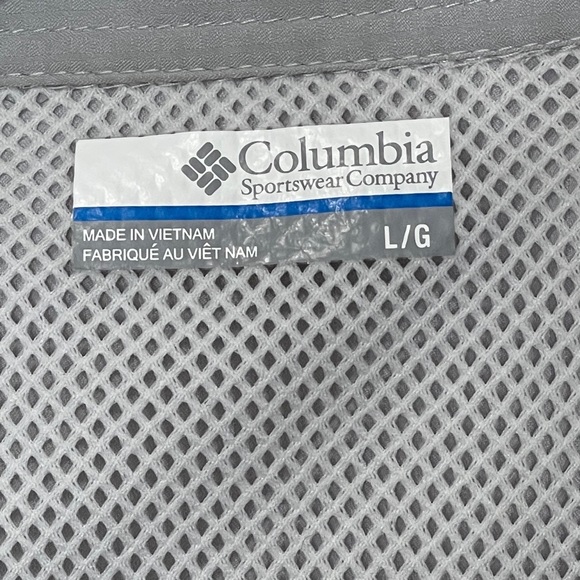 Columbia
Sportswear Company
MADE IN VIETNAM
FABRIQUÉ AU VIÊT NAM
L/G